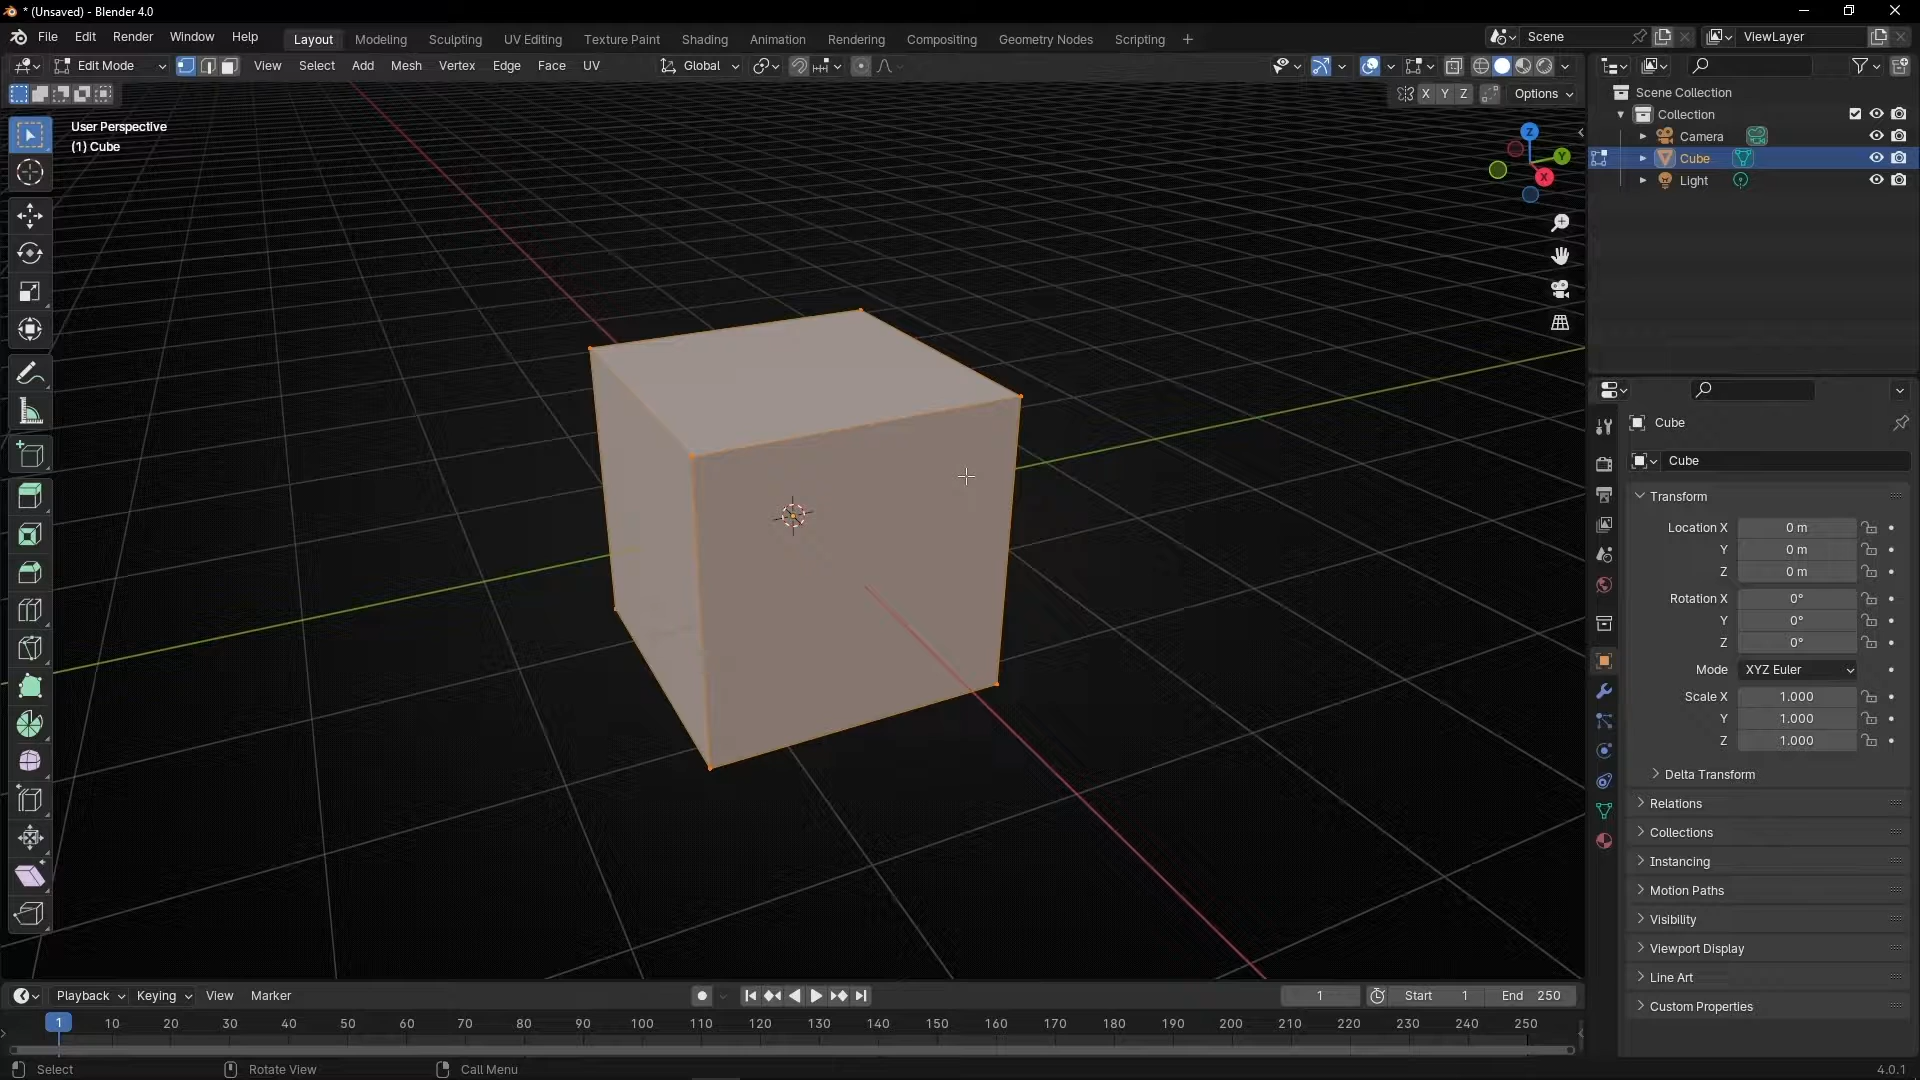 * (Unsaved) - Blender 4.0
File Edit Render Window Help Layout Modeling Sculpting UV Editing Texture Paint Shading Animation Rendering Compositing Geometry Nodes Scripting + Scene ViewLayer
Edit Mode View Select Add Mesh Vertex Edge Face UV Global
X Y Z Options
User Perspective
(1) Cube
Z
Y
X
Scene Collection
Collection
Camera
Cube
Light
Cube
Cube
Transform
Location X 0 m
Y 0 m
Z 0 m
Rotation X 0°
Y 0°
Z 0°
Mode XYZ Euler
Scale X 1.000
Y 1.000
Z 1.000
Delta Transform
Relations
Collections
Instancing
Motion Paths
Visibility
Viewport Display
Line Art
Custom Properties
Playback Keying View Marker 1 Start 1 End 250
1 10 20 30 40 50 60 70 80 90 100 110 120 130 140 150 160 170 180 190 200 210 220 230 240 250
Select Rotate View Call Menu 4.0.1